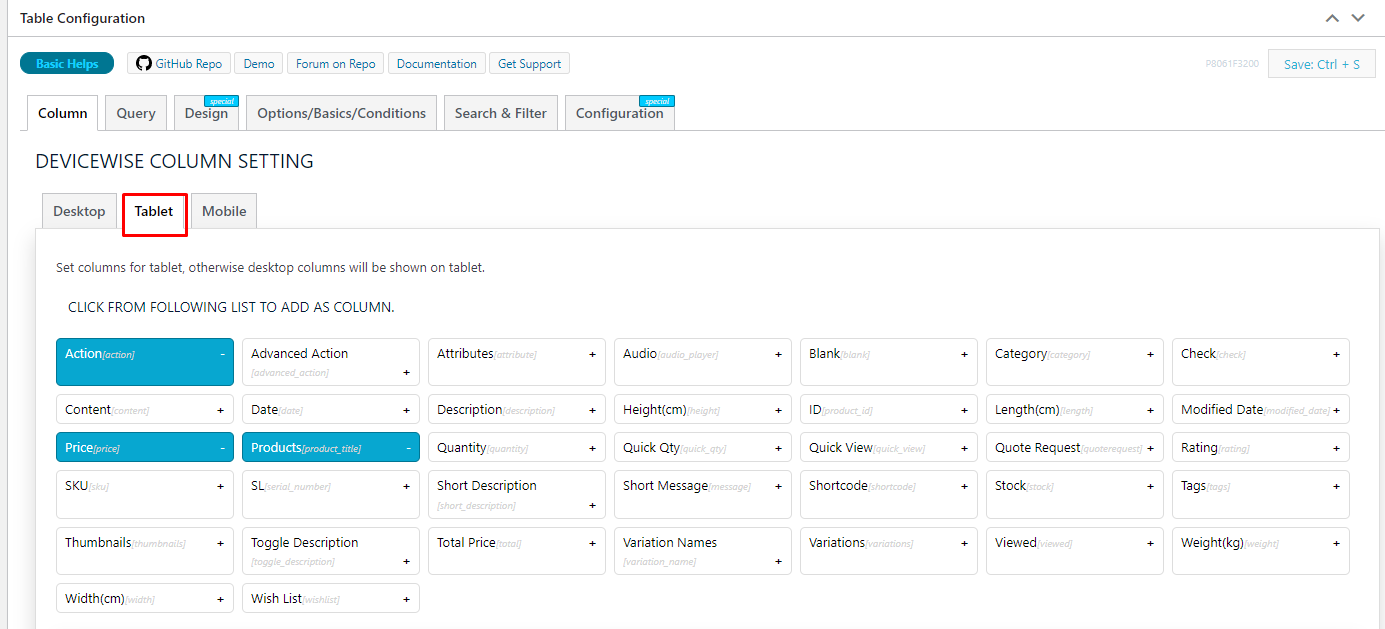 Table Configuration
Basic Helps GitHub Repo Demo Forum on Repo Documentation Get Support P8061F3200 Save: Ctrl + S
Column Query Design special Options/Basics/Conditions Search & Filter Configuration special
DEVICEWISE COLUMN SETTING
Desktop Tablet Mobile
Set columns for tablet, otherwise desktop columns will be shown on tablet.
CLICK FROM FOLLOWING LIST TO ADD AS COLUMN.
Action[action] - Advanced Action [advanced_action] + Attributes[attribute] + Audio[audio_player] + Blank[blank] + Category[category] + Check[check] +
Content[content] + Date[date] + Description[description] + Height(cm)[height] + ID[product_id] + Length(cm)[length] + Modified Date[modified_date] +
Price[price] - Products[product_title] - Quantity[quantity] + Quick Qty[quick_qty] + Quick View[quick_view] + Quote Request[quoterequest] + Rating[rating] +
SKU[sku] + SL[serial_number] + Short Description [short_description] + Short Message[message] + Shortcode[shortcode] + Stock[stock] + Tags[tags] +
Thumbnails[thumbnails] + Toggle Description [toggle_description] + Total Price[total] + Variation Names [variation_name] + Variations[variations] + Viewed[viewed] + Weight(kg)[weight] +
Width(cm)[width] + Wish List[wishlist] +